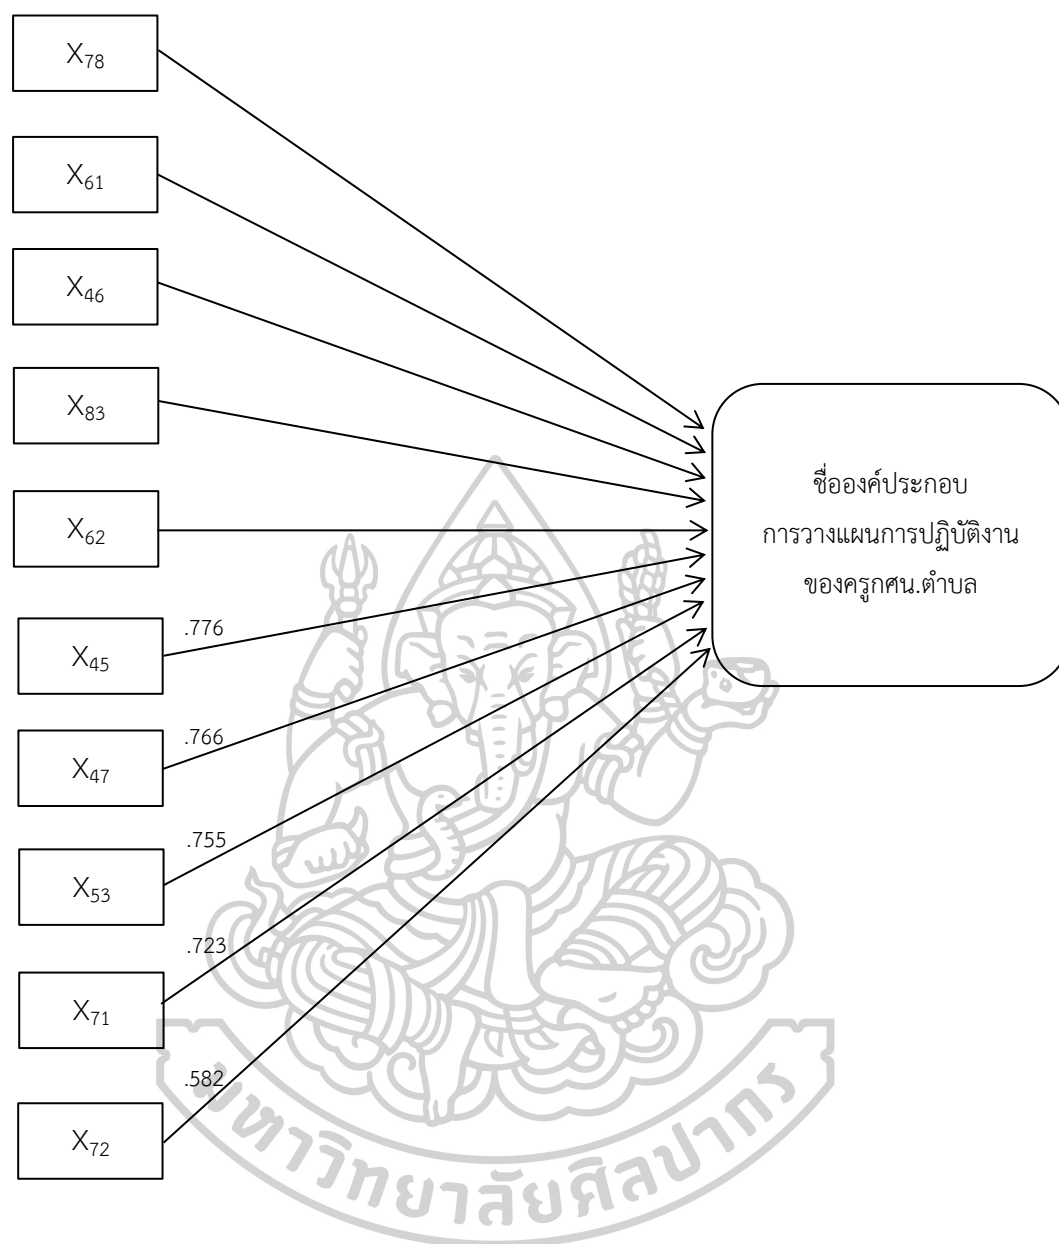 X78
X61
X46
X83
X62
X45
.776
X47
.766
X53
.755
X71
.723
X72
.582
ชื่อองค์ประกอบ
การวางแผนการปฏิบัติงาน
ของครูกศน.ตำบล
มหาวิทยาลัยศิลปากร